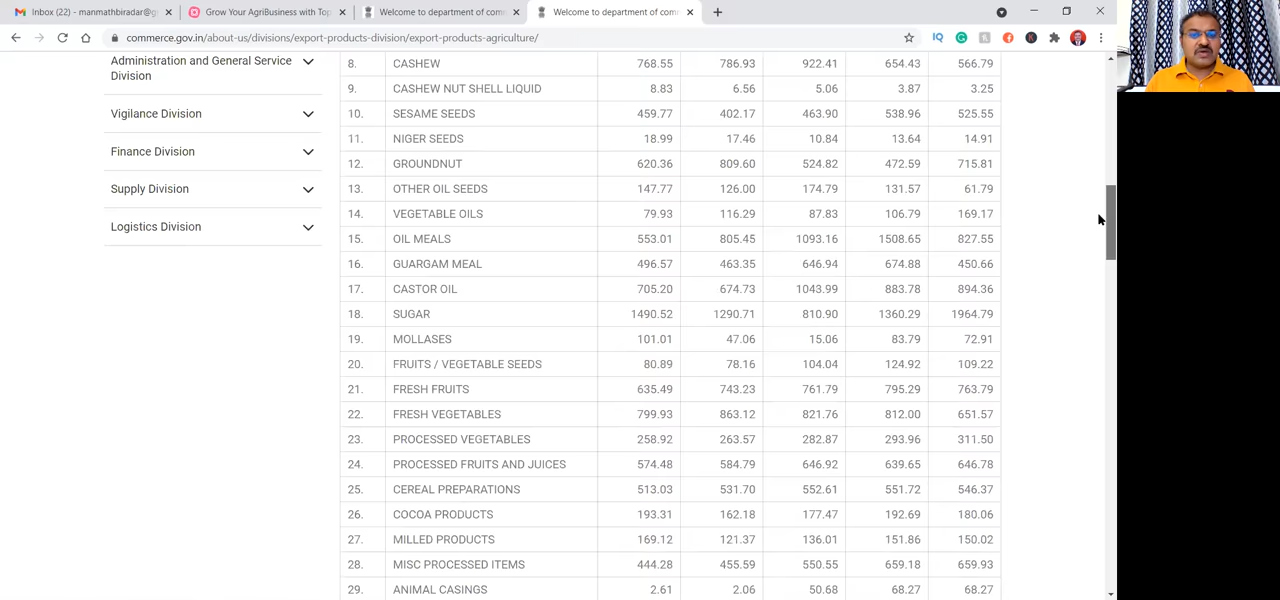 Inbox (22) - manmathbiradar@g
Grow Your AgriBusiness with Top
Welcome to department of com
Welcome to department of com
commerce.gov.in/about-us/divisions/export-products-division/export-products-agriculture/
Administration and General Service
Division
Vigilance Division
Finance Division
Supply Division
Logistics Division
8. CASHEW 768.55 786.93 922.41 654.43 566.79
9. CASHEW NUT SHELL LIQUID 8.83 6.56 5.06 3.87 3.25
10. SESAME SEEDS 459.77 402.17 463.90 538.96 525.55
11. NIGER SEEDS 18.99 17.46 10.84 13.64 14.91
12. GROUNDNUT 620.36 809.60 524.82 472.59 715.81
13. OTHER OIL SEEDS 147.77 126.00 174.79 131.57 61.79
14. VEGETABLE OILS 79.93 116.29 87.83 106.79 169.17
15. OIL MEALS 553.01 805.45 1093.16 1508.65 827.55
16. GUARGAM MEAL 496.57 463.35 646.94 674.88 450.66
17. CASTOR OIL 705.20 674.73 1043.99 883.78 894.36
18. SUGAR 1490.52 1290.71 810.90 1360.29 1964.79
19. MOLLASES 101.01 47.06 15.06 83.79 72.91
20. FRUITS / VEGETABLE SEEDS 80.89 78.16 104.04 124.92 109.22
21. FRESH FRUITS 635.49 743.23 761.79 795.29 763.79
22. FRESH VEGETABLES 799.93 863.12 821.76 812.00 651.57
23. PROCESSED VEGETABLES 258.92 263.57 282.87 293.96 311.50
24. PROCESSED FRUITS AND JUICES 574.48 584.79 646.92 639.65 646.78
25. CEREAL PREPARATIONS 513.03 531.70 552.61 551.72 546.37
26. COCOA PRODUCTS 193.31 162.18 177.47 192.69 180.06
27. MILLED PRODUCTS 169.12 121.37 136.01 151.86 150.02
28. MISC PROCESSED ITEMS 444.28 455.59 550.55 659.18 659.93
29. ANIMAL CASINGS 2.61 2.06 50.68 68.27 68.27